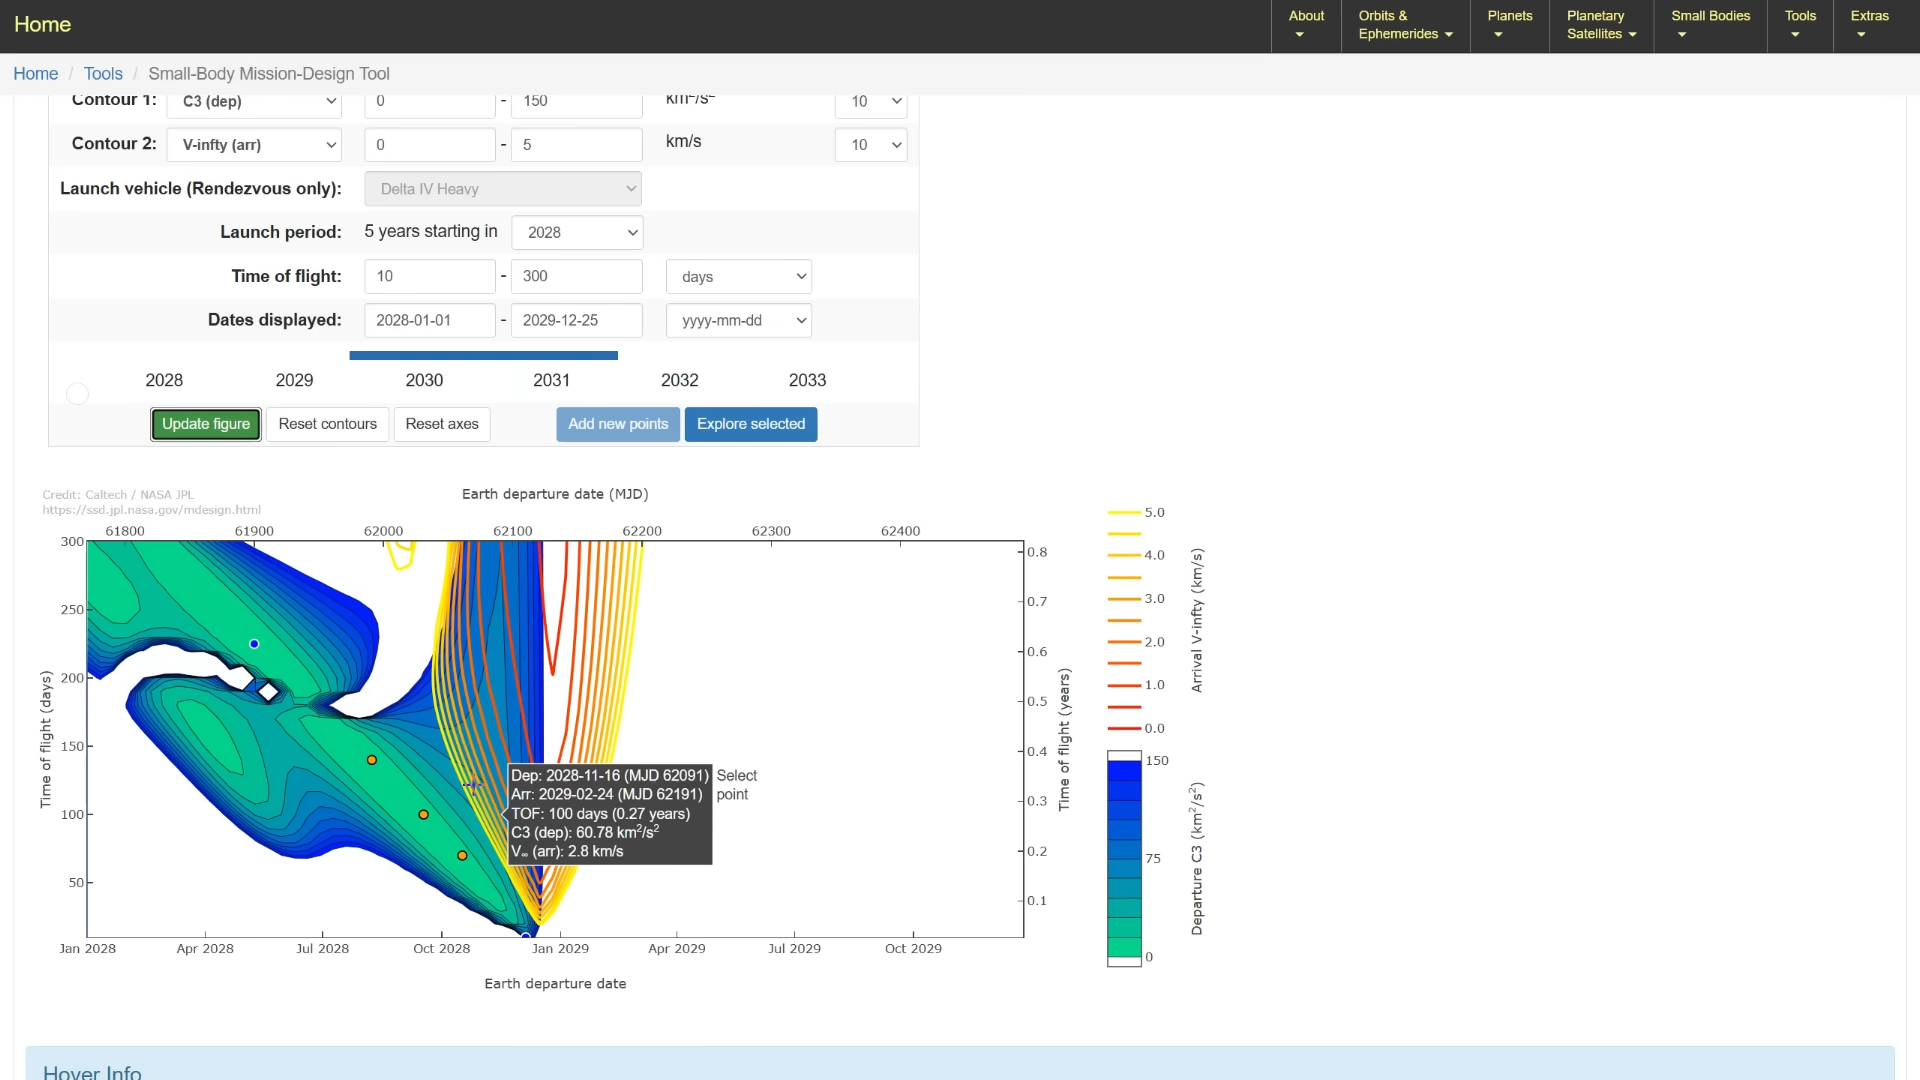 Home
About
Orbits &
Ephemerides
Planets
Planetary
Satellites
Small Bodies
Tools
Extras
Home / Tools / Small-Body Mission-Design Tool
Contour 1: C3 (dep) 0 - 150 km²/s² 10
Contour 2: V-infty (arr) 0 - 5 km/s 10
Launch vehicle (Rendezvous only): Delta IV Heavy
Launch period: 5 years starting in 2028
Time of flight: 10 - 300 days
Dates displayed: 2028-01-01 - 2029-12-25 yyyy-mm-dd
2028 2029 2030 2031 2032 2033
Update figure Reset contours Reset axes Add new points Explore selected
Credit: Caltech / NASA JPL
https://ssd.jpl.nasa.gov/mdesign.html
Earth departure date (MJD)
61800 61900 62000 62100 62200 62300 62400
Time of flight (days)
300
250
200
150
100
50
Dep: 2028-11-16 (MJD 62091)
Arr: 2029-02-24 (MJD 62191)
TOF: 100 days (0.27 years)
C3 (dep): 60.78 km²/s²
V∞ (arr): 2.8 km/s
Select
point
0.8
0.7
0.6
0.5
0.4
0.3
0.2
0.1
Time of flight (years)
Jan 2028 Apr 2028 Jul 2028 Oct 2028 Jan 2029 Apr 2029 Jul 2029 Oct 2029
Earth departure date
5.0
4.0
3.0
2.0
1.0
0.0
Arrival V-infty (km/s)
150
75
0
Departure C3 (km²/s²)
Hover Info